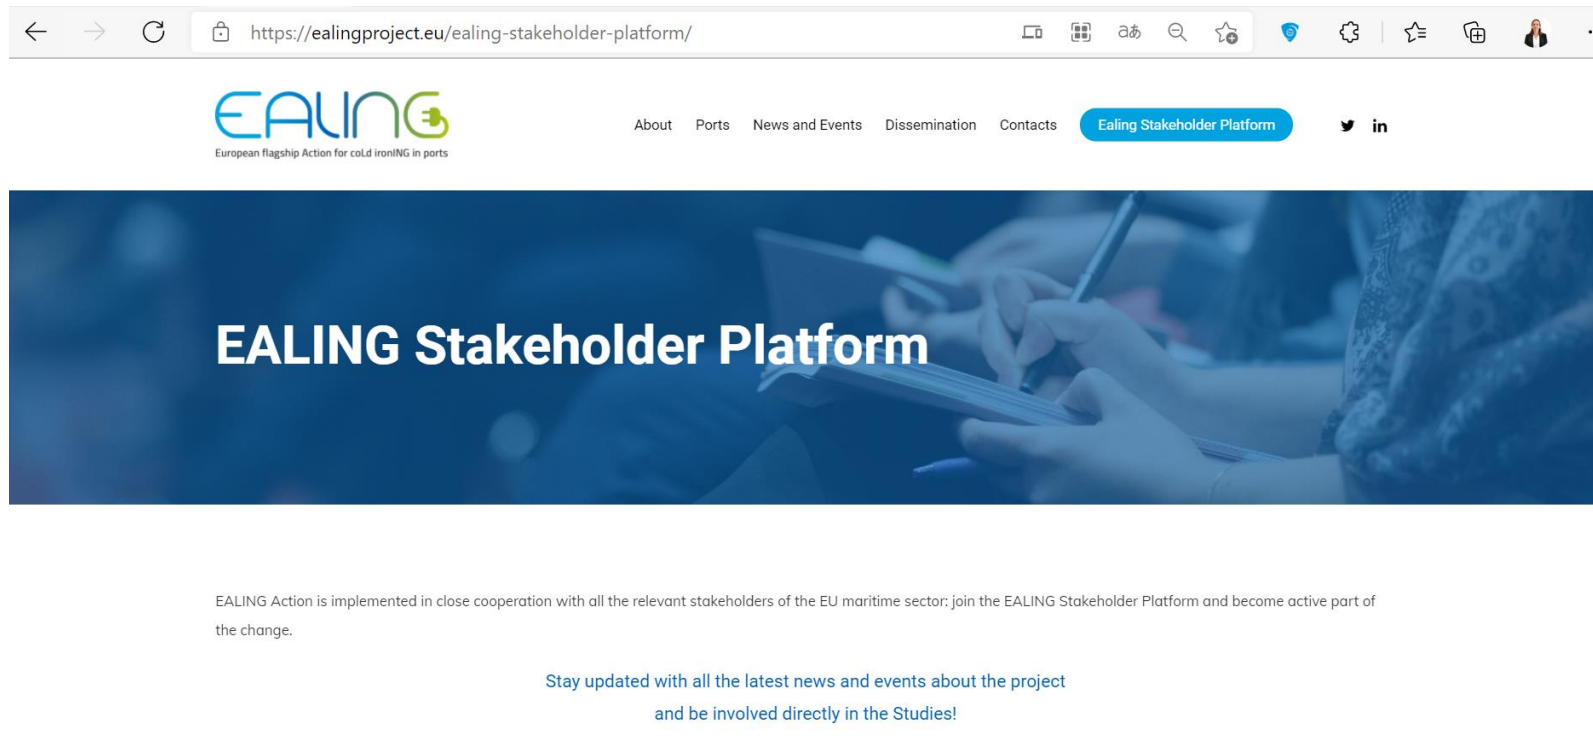 https://ealingproject.eu/ealing-stakeholder-platform/
EALING
European flagship Action for coLd ironING in ports
About Ports News and Events Dissemination Contacts Ealing Stakeholder Platform in
EALING Stakeholder Platform
EALING Action is implemented in close cooperation with all the relevant stakeholders of the EU maritime sector: join the EALING Stakeholder Platform and become active part of
the change.
Stay updated with all the latest news and events about the project
and be involved directly in the Studies!